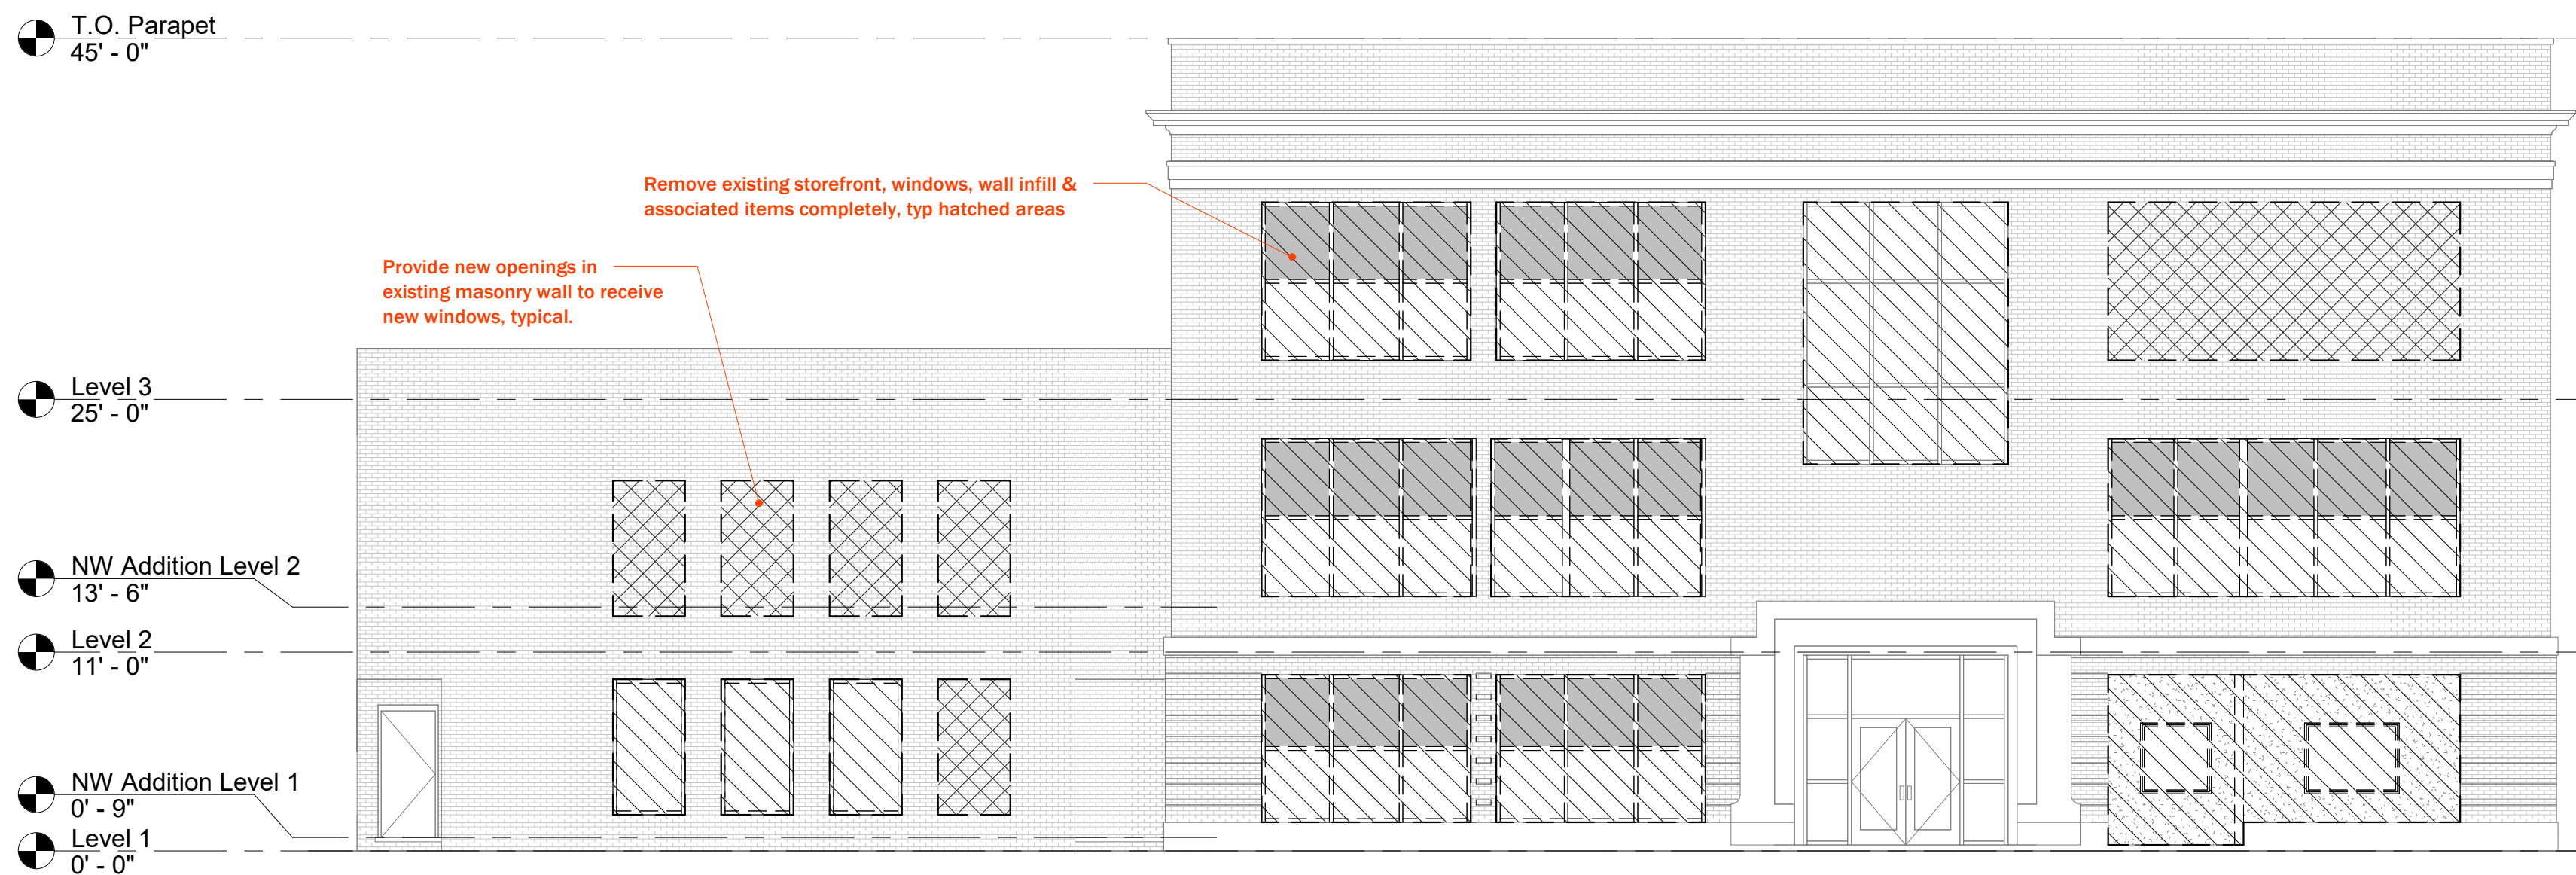 T.O. Parapet
45' - 0"
Remove existing storefront, windows, wall infill &
associated items completely, typ hatched areas
Provide new openings in
existing masonry wall to receive
new windows, typical.
Level 3
25' - 0"
NW Addition Level 2
13' - 6"
Level 2
11' - 0"
NW Addition Level 1
0' - 9"
Level 1
0' - 0"